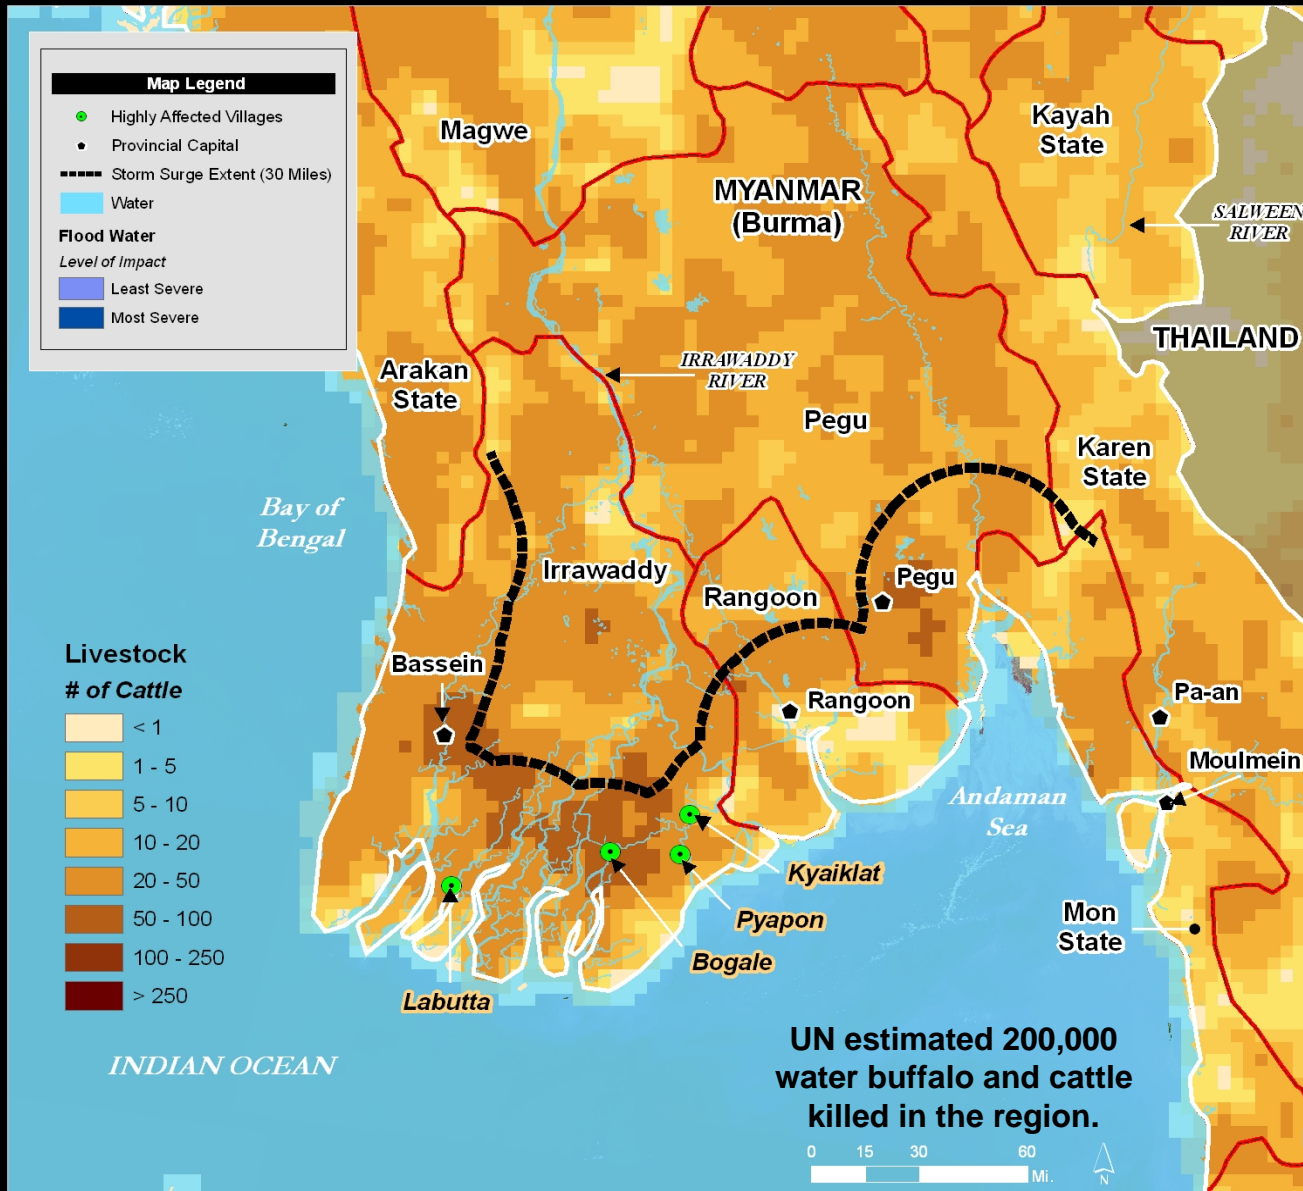 Map Legend
Highly Affected Villages
Provincial Capital
Storm Surge Extent (30 Miles)
Water
Flood Water
Level of Impact
Least Severe
Most Severe
Magwe
Kayah
State
MYANMAR
(Burma)
SALWEEN
RIVER
THAILAND
Arakan
State
IRRAWADDY
RIVER
Pegu
Karen
State
Bay of
Bengal
Irrawaddy
Rangoon
Pegu
Livestock
# of Cattle
< 1
1 - 5
5 - 10
10 - 20
20 - 50
50 - 100
100 - 250
> 250
Bassein
Rangoon
Pa-an
Moulmein
Andaman
Sea
Kyaiklat
Pyapon
Bogale
Labutta
Mon
State
INDIAN OCEAN
UN estimated 200,000
water buffalo and cattle
killed in the region.
0 15 30 60
Mi.
N